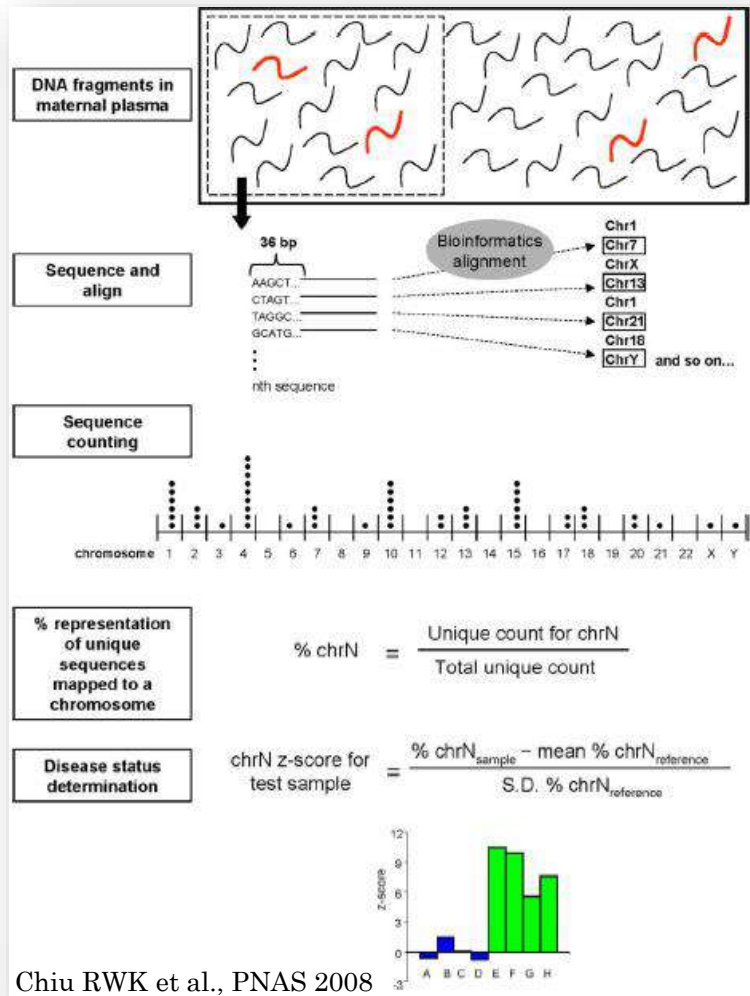 DNA fragments in
maternal plasma
Sequence and
align
36 bp
AAGCT...
CTAGT...
TAGGC...
GCATG...
nth sequence
Bioinformatics
alignment
Chr1
Chr7
ChrX
Chr13
Chr1
Chr21
Chr18
ChrY and so on...
Sequence
counting
chromosome 1 2 3 4 5 6 7 8 9 10 11 12 13 14 15 16 17 18 19 20 21 22 X Y
% representation
of unique
sequences
mapped to a
chromosome
% chrN = Unique count for chrN
Total unique count
Disease status
determination
chrN z-score for
test sample
= % chrNsample – mean % chrNreference
S.D. % chrNreference
z-score
12
9
6
3
0
-3
A B C D E F G H
Chiu RWK et al., PNAS 2008